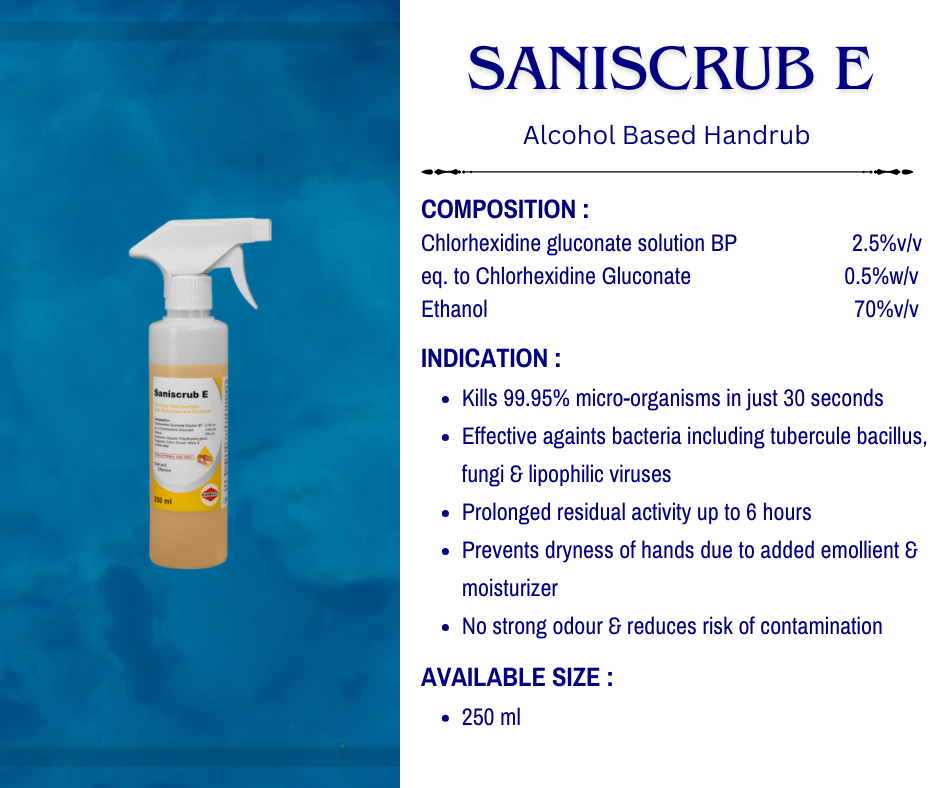 SANISCRUB E
Alcohol Based Handrub
COMPOSITION :
Chlorhexidine gluconate solution BP 2.5%v/v
eq. to Chlorhexidine Gluconate 0.5%w/v
Ethanol 70%v/v
INDICATION :
• Kills 99.95% micro-organisms in just 30 seconds
• Effective againts bacteria including tubercule bacillus,
fungi & lipophilic viruses
• Prolonged residual activity up to 6 hours
• Prevents dryness of hands due to added emollient &
moisturizer
• No strong odour & reduces risk of contamination
AVAILABLE SIZE :
• 250 ml
Saniscrub E
Safe and
Effective
250 ml